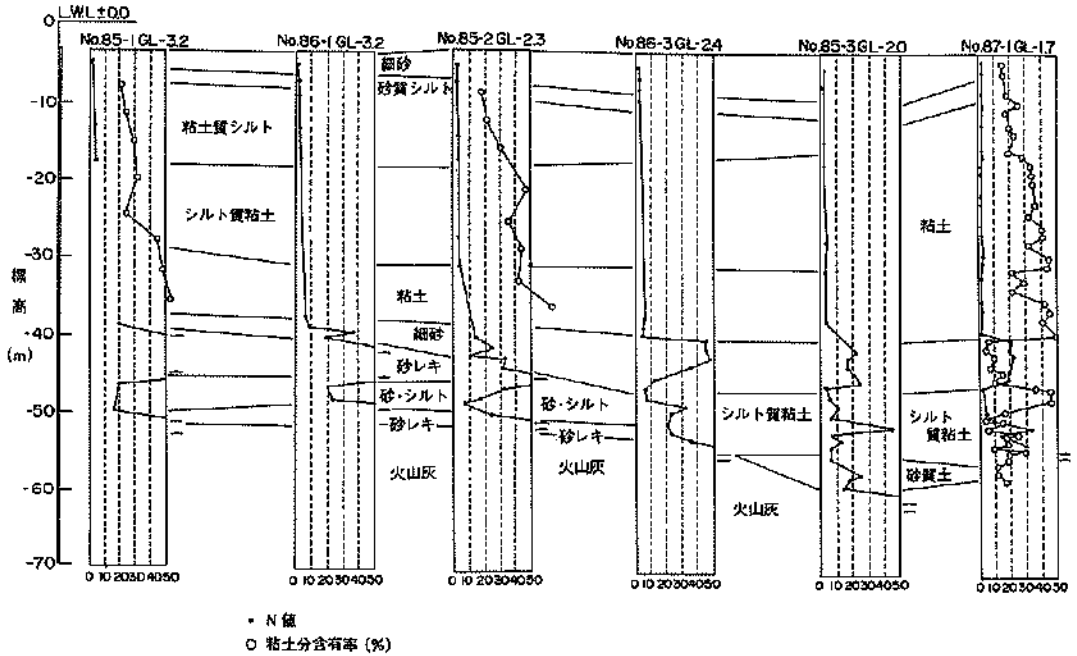 L.W.L±0.0
0
No.85-1 GL-3.2
No.86-1 GL-3.2
No.85-2 GL-2.3
No.86-3 GL-2.4
No.85-3 GL-2.0
No.87-1 GL-1.7
細砂
砂質シルト
-10
粘土質シルト
-20
シルト質粘土
粘土
-30
標
高
(m)
粘土
細砂
-40
砂レキ
砂・シルト
砂・シルト
シルト質粘土
シルト
質粘土
-50
砂レキ
砂レキ
火山灰
火山灰
砂質土
-60
火山灰
-70
0 10 20 30 40 50
0 10 20 30 40 50
0 10 20 30 40 50
0 10 20 30 40 50
0 10 20 30 40 50
0 10 20 30 40 50
• N 値
○ 粘土分含有率 (%)